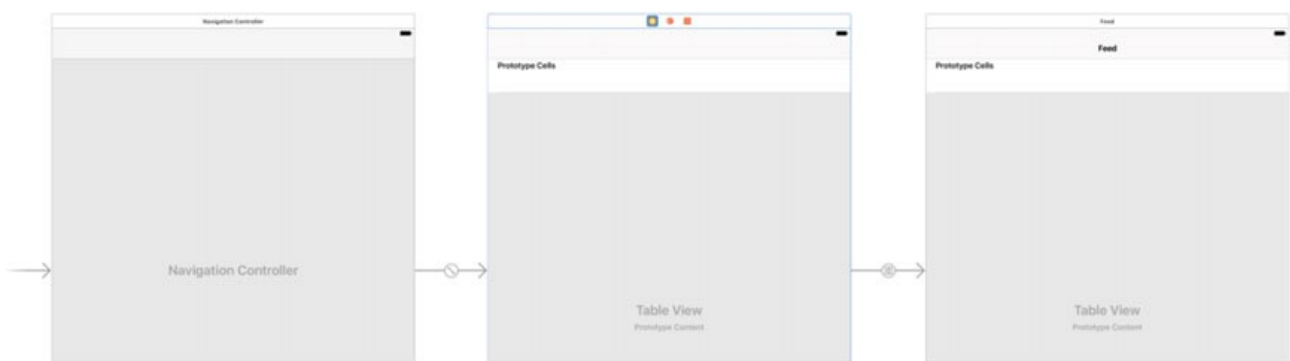 Navigation Controller
Navigation Controller
Prototype Cells
Table View
Prototype Content
Feed
Feed
Prototype Cells
Table View
Prototype Content